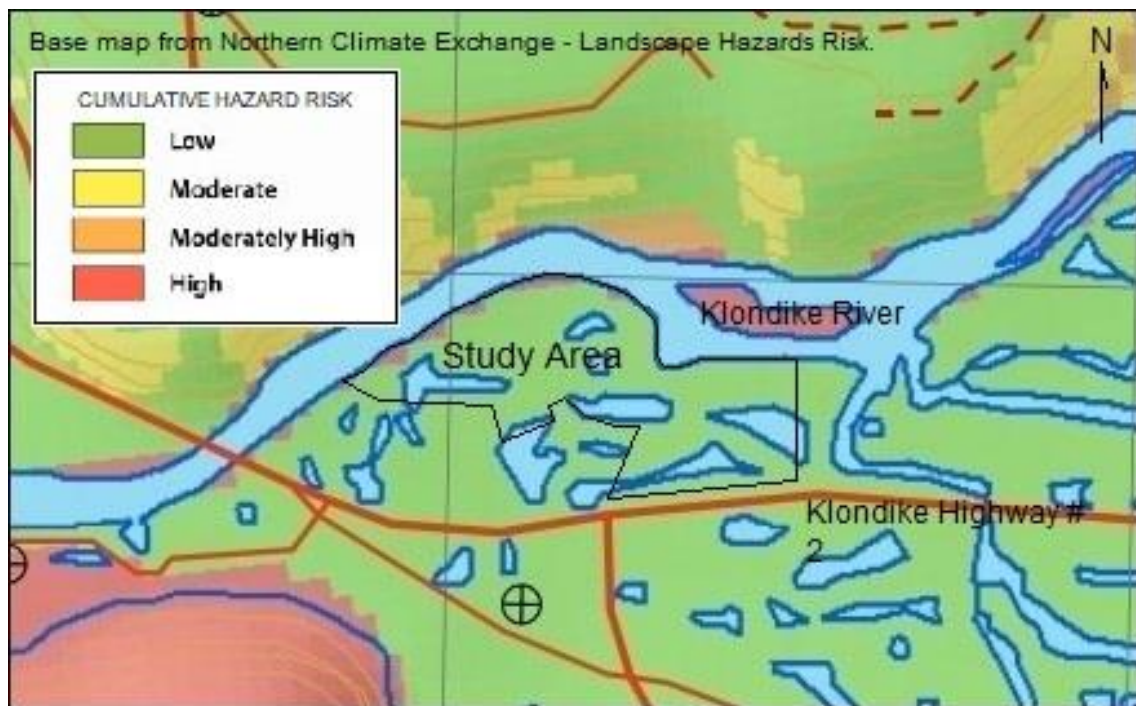 Base map from Northern Climate Exchange - Landscape Hazards Risk.
N
CUMULATIVE HAZARD RISK
Low
Moderate
Moderately High
High
Klondike River
Study Area
Klondike Highway #
2